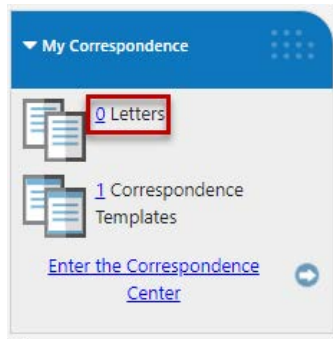 My Correspondence
0 Letters
1 Correspondence
Templates
Enter the Correspondence
Center